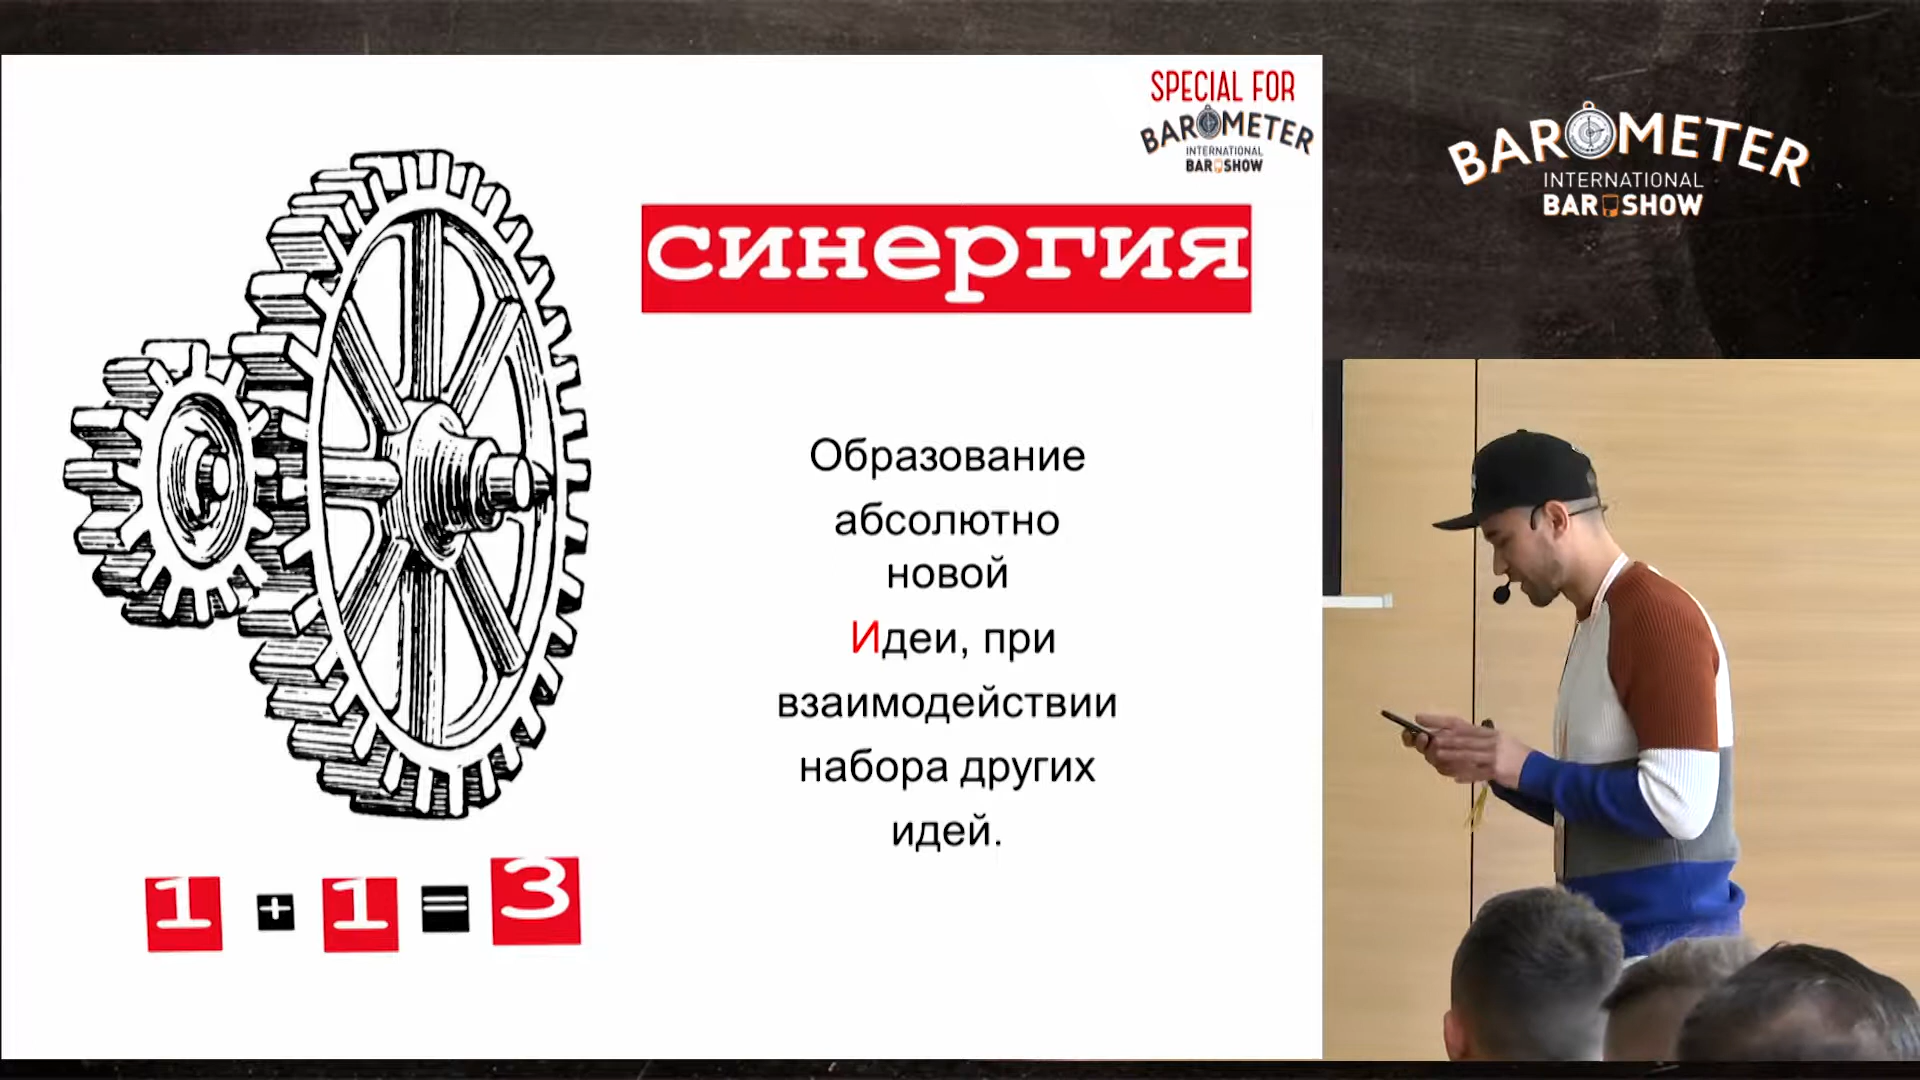 SPECIAL FOR
BAROMETER
INTERNATIONAL
BAR SHOW
синергия
Образование
абсолютно
новой
Идеи, при
взаимодействии
набора других
идей.
1 + 1 = 3
BAROMETER
INTERNATIONAL
BAR SHOW